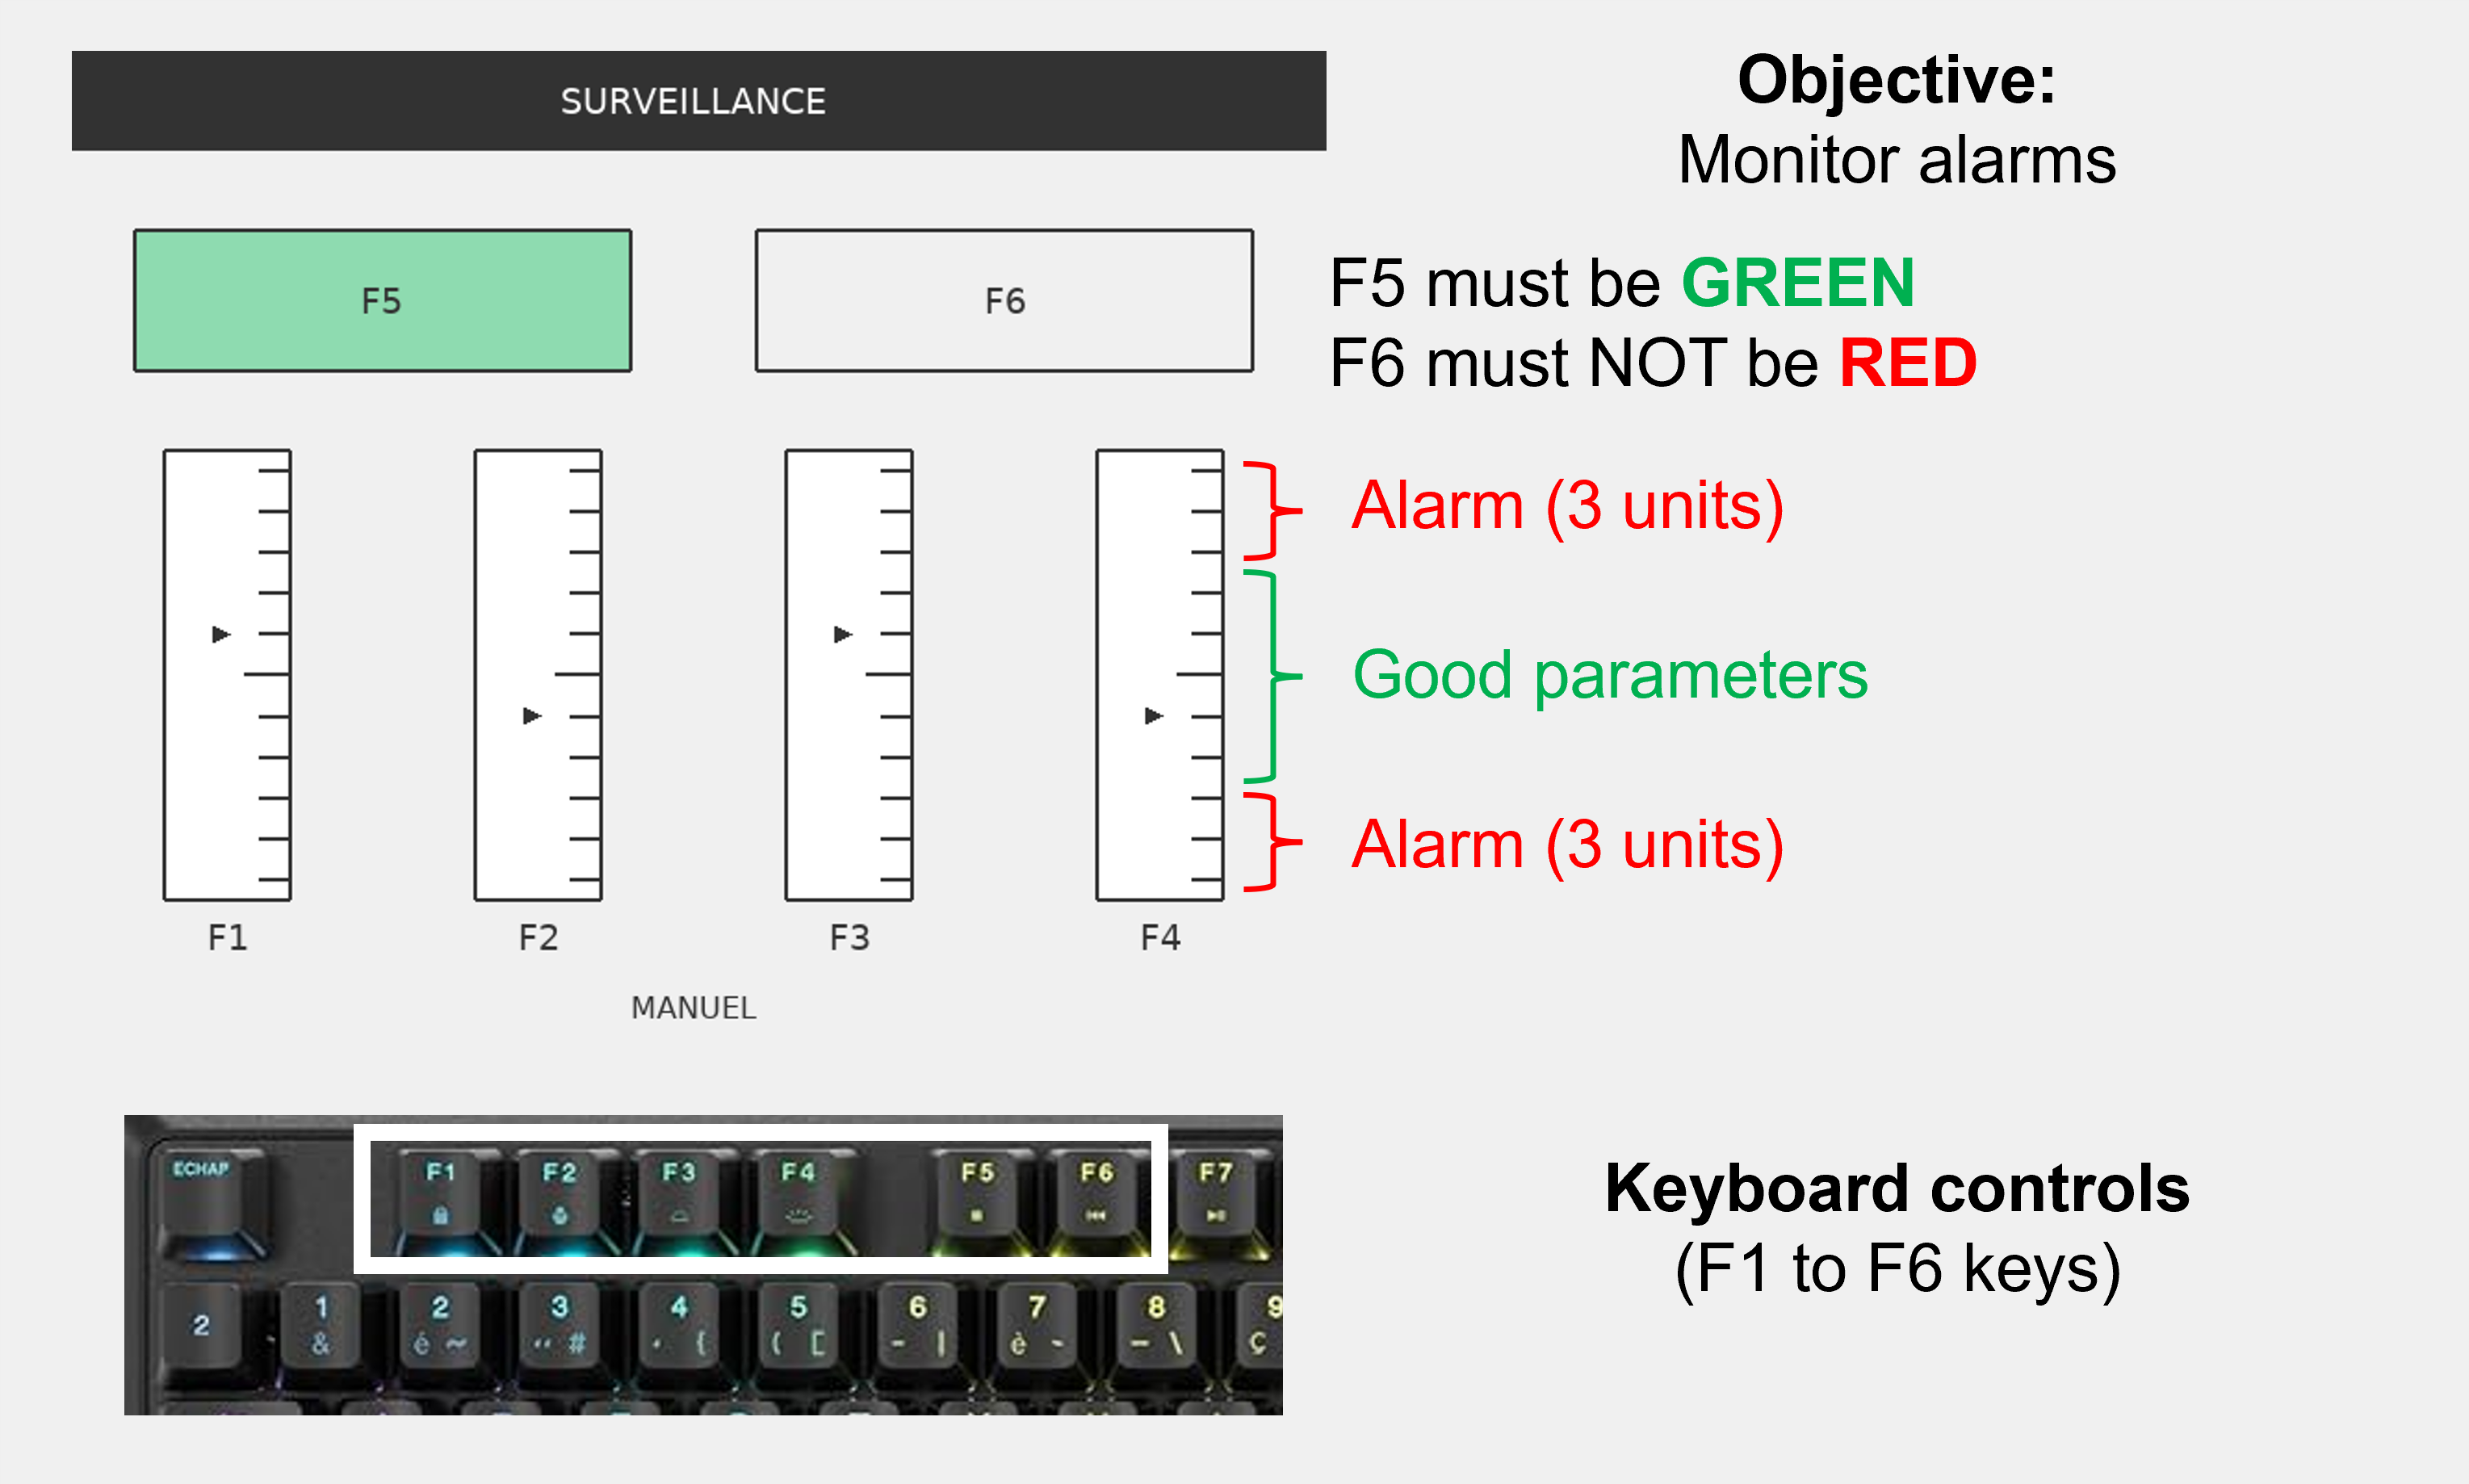 SURVEILLANCE
Objective:
Monitor alarms
F5
F6
F5 must be GREEN
F6 must NOT be RED
Alarm (3 units)
Good parameters
Alarm (3 units)
F1
F2
F3
F4
MANUEL
ECHAP
F1
F2
F3
F4
F5
F6
F7
Keyboard controls
(F1 to F6 keys)
2
1
2
3
4
5
6
7
8
9
&
é ~
" #
' {
( [
- |
è `
_ \
ç